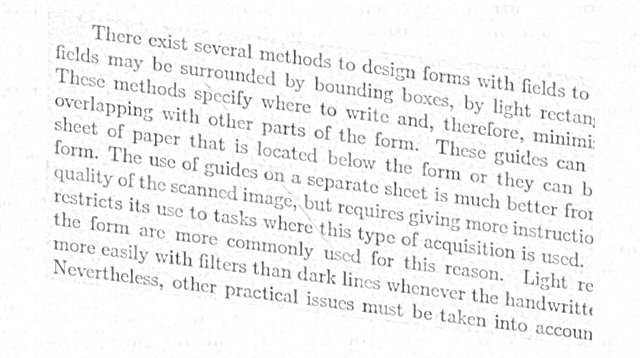 There exist several methods to design forms with fields to
fields may be surrounded by bounding boxes, by light rectan
These methods specify where to write and, therefore, minimi
overlapping with other parts of the form. These guides can
sheet of paper that is located below the form or they can b
form. The use of guides on a separate sheet is much better fro
quality of the scanned image, but requires giving more instructio
restricts its use to tasks where this type of acquisition is used.
the form are more commonly used for this reason. Light re
more easily with filters than dark lines whenever the handwritt
Nevertheless, other practical issues must be taken into accoun